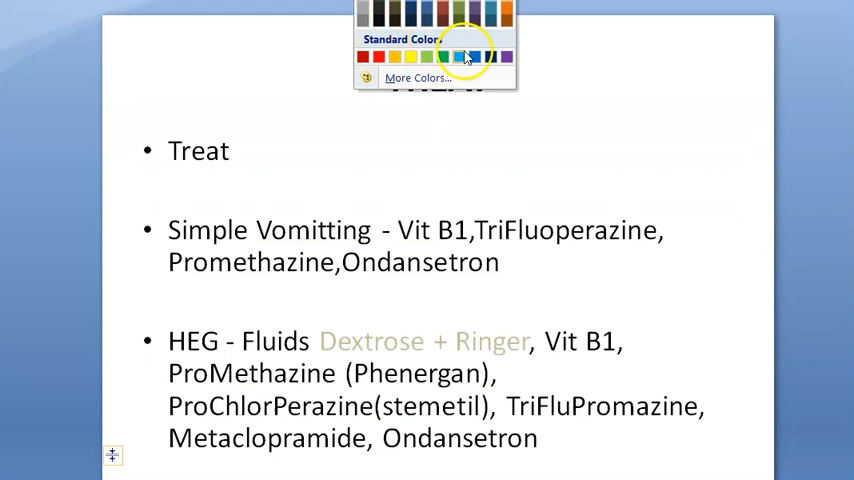 Standard Colors
More Colors...
• Treat
• Simple Vomitting - Vit B1,TriFluoperazine,
Promethazine,Ondansetron
• HEG - Fluids Dextrose + Ringer, Vit B1,
ProMethazine (Phenergan),
ProChlorPerazine(stemetil), TriFluPromazine,
Metaclopramide, Ondansetron